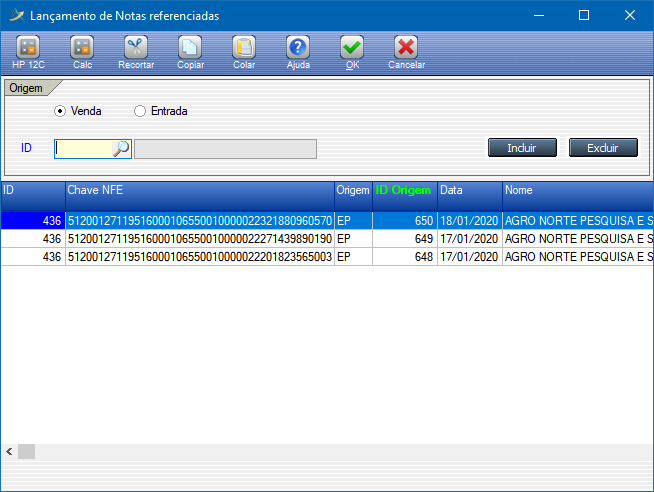 Lançamento de Notas referenciadas
HP 12C Calc Recortar Copiar Colar Ajuda OK Cancelar
Origem
Venda Entrada
ID Incluir Excluir
ID Chave NFE Origem ID Origem Data Nome
436 51200127119516000106550010000022321880960570 EP 650 18/01/2020 AGRO NORTE PESQUISA E S
436 51200127119516000106550010000022271439890190 EP 649 17/01/2020 AGRO NORTE PESQUISA E S
436 51200127119516000106550010000022201823565003 EP 648 17/01/2020 AGRO NORTE PESQUISA E S